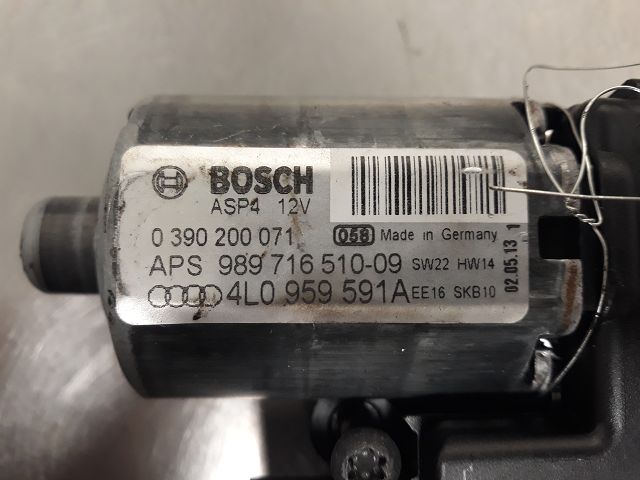 BOSCH
ASP4 12V
0 390 200 071 058 Made in Germany
APS 989 716 510-09 SW22 HW14
4L0 959 591A EE16 SKB10
02.05.13 1